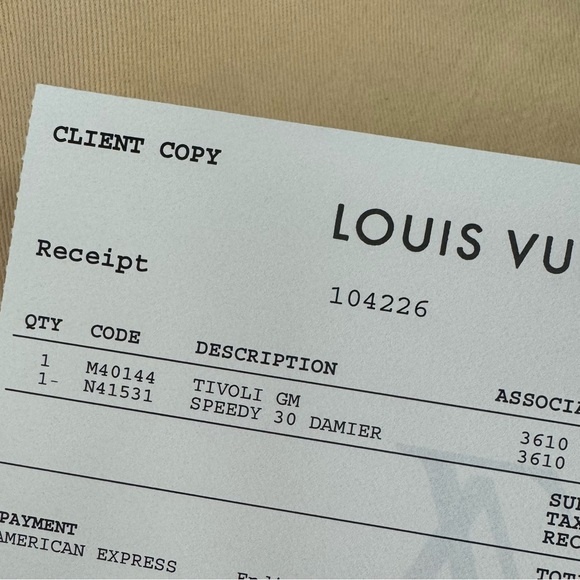 CLIENT COPY
LOUIS VU
Receipt
104226
QTY CODE DESCRIPTION ASSOCIA
1 M40144 TIVOLI GM 3610
1- N41531 SPEEDY 30 DAMIER 3610
SU
TAX
REC
PAYMENT
AMERICAN EXPRESS
TOT